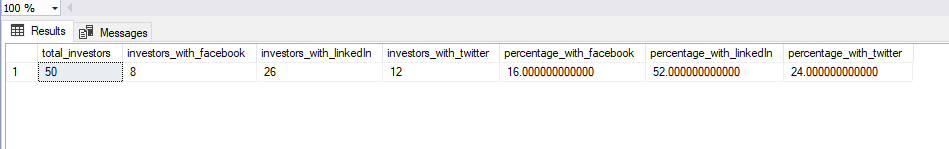 100 %
Results Messages
total_investors investors_with_facebook investors_with_linkedIn investors_with_twitter percentage_with_facebook percentage_with_linkedIn percentage_with_twitter
1 50 8 26 12 16.000000000000 52.000000000000 24.000000000000